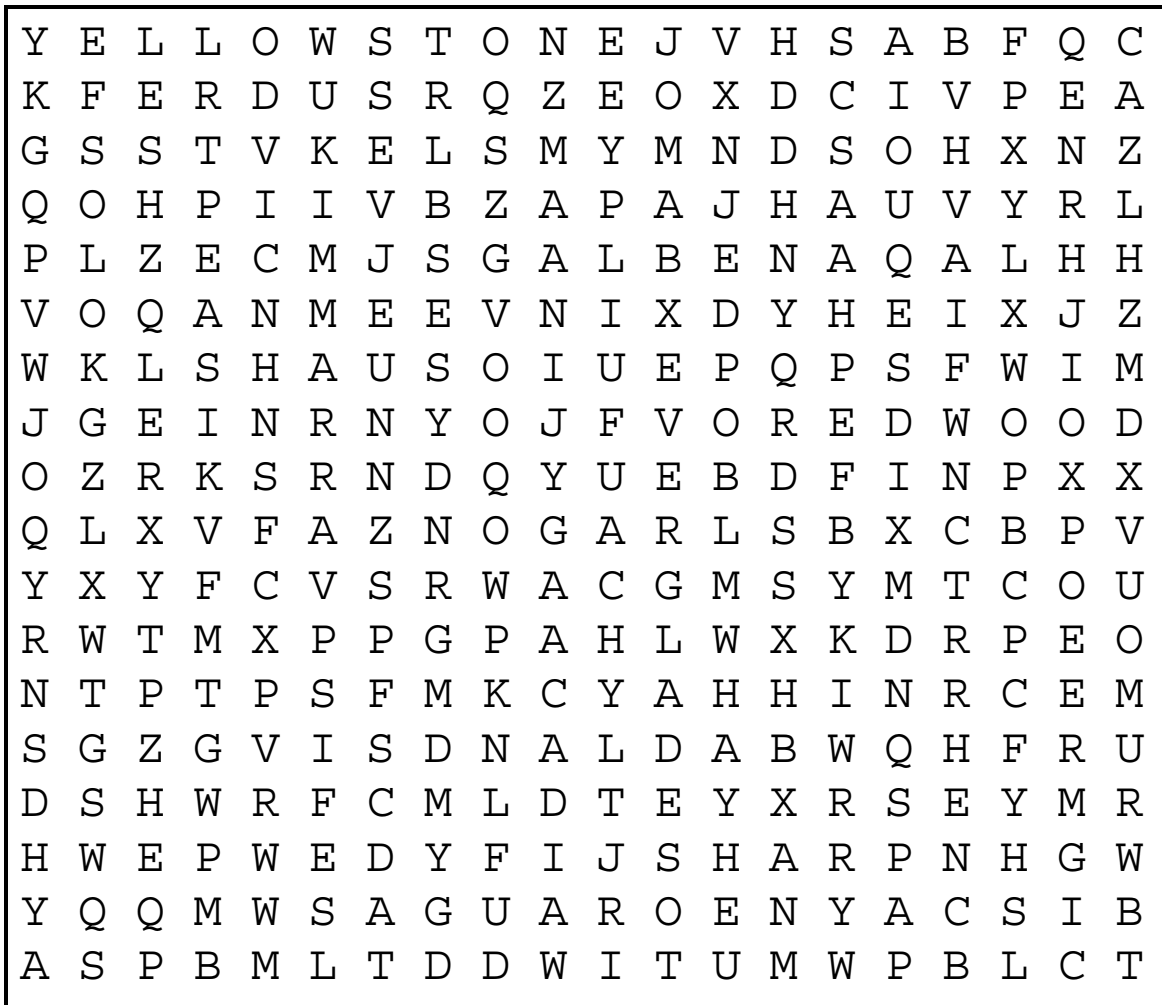 Y E L L O W S T O N E J V H S A B F Q C
K F E R D U S R Q Z E O X D C I V P E A
G S S T V K E L S M Y M N D S O H X N Z
Q O H P I I V B Z A P A J H A U V Y R L
P L Z E C M J S G A L B E N A Q A L H H
V O Q A N M E E V N I X D Y H E I X J Z
W K L S H A U S O I U E P Q P S F W I M
J G E I N R N Y O J F V O R E D W O O D
O Z R K S R N D Q Y U E B D F I N P X X
Q L X V F A Z N O G A R L S B X C B P V
Y X Y F C V S R W A C G M S Y M T C O U
R W T M X P P G P A H L W X K D R P E O
N T P T P S F M K C Y A H H I N R C E M
S G Z G V I S D N A L D A B W Q H F R U
D S H W R F C M L D T E Y X R S E Y M R
H W E P W E D Y F I J S H A R P N H G W
Y Q Q M W S A G U A R O E N Y A C S I B
A S P B M L T D D W I T U M W P B L C T